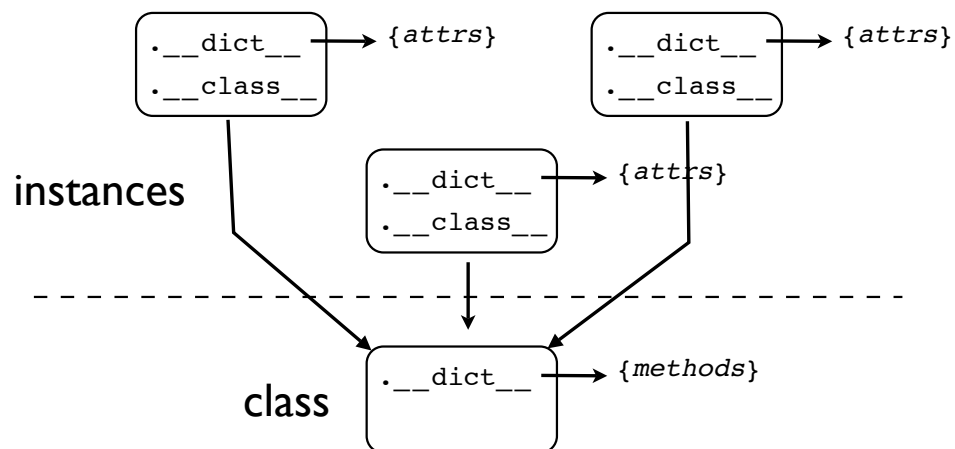 .__dict__ {attrs}
.__class__
.__dict__ {attrs}
.__class__
instances
.__dict__ {attrs}
.__class__
.__dict__ {methods}
class